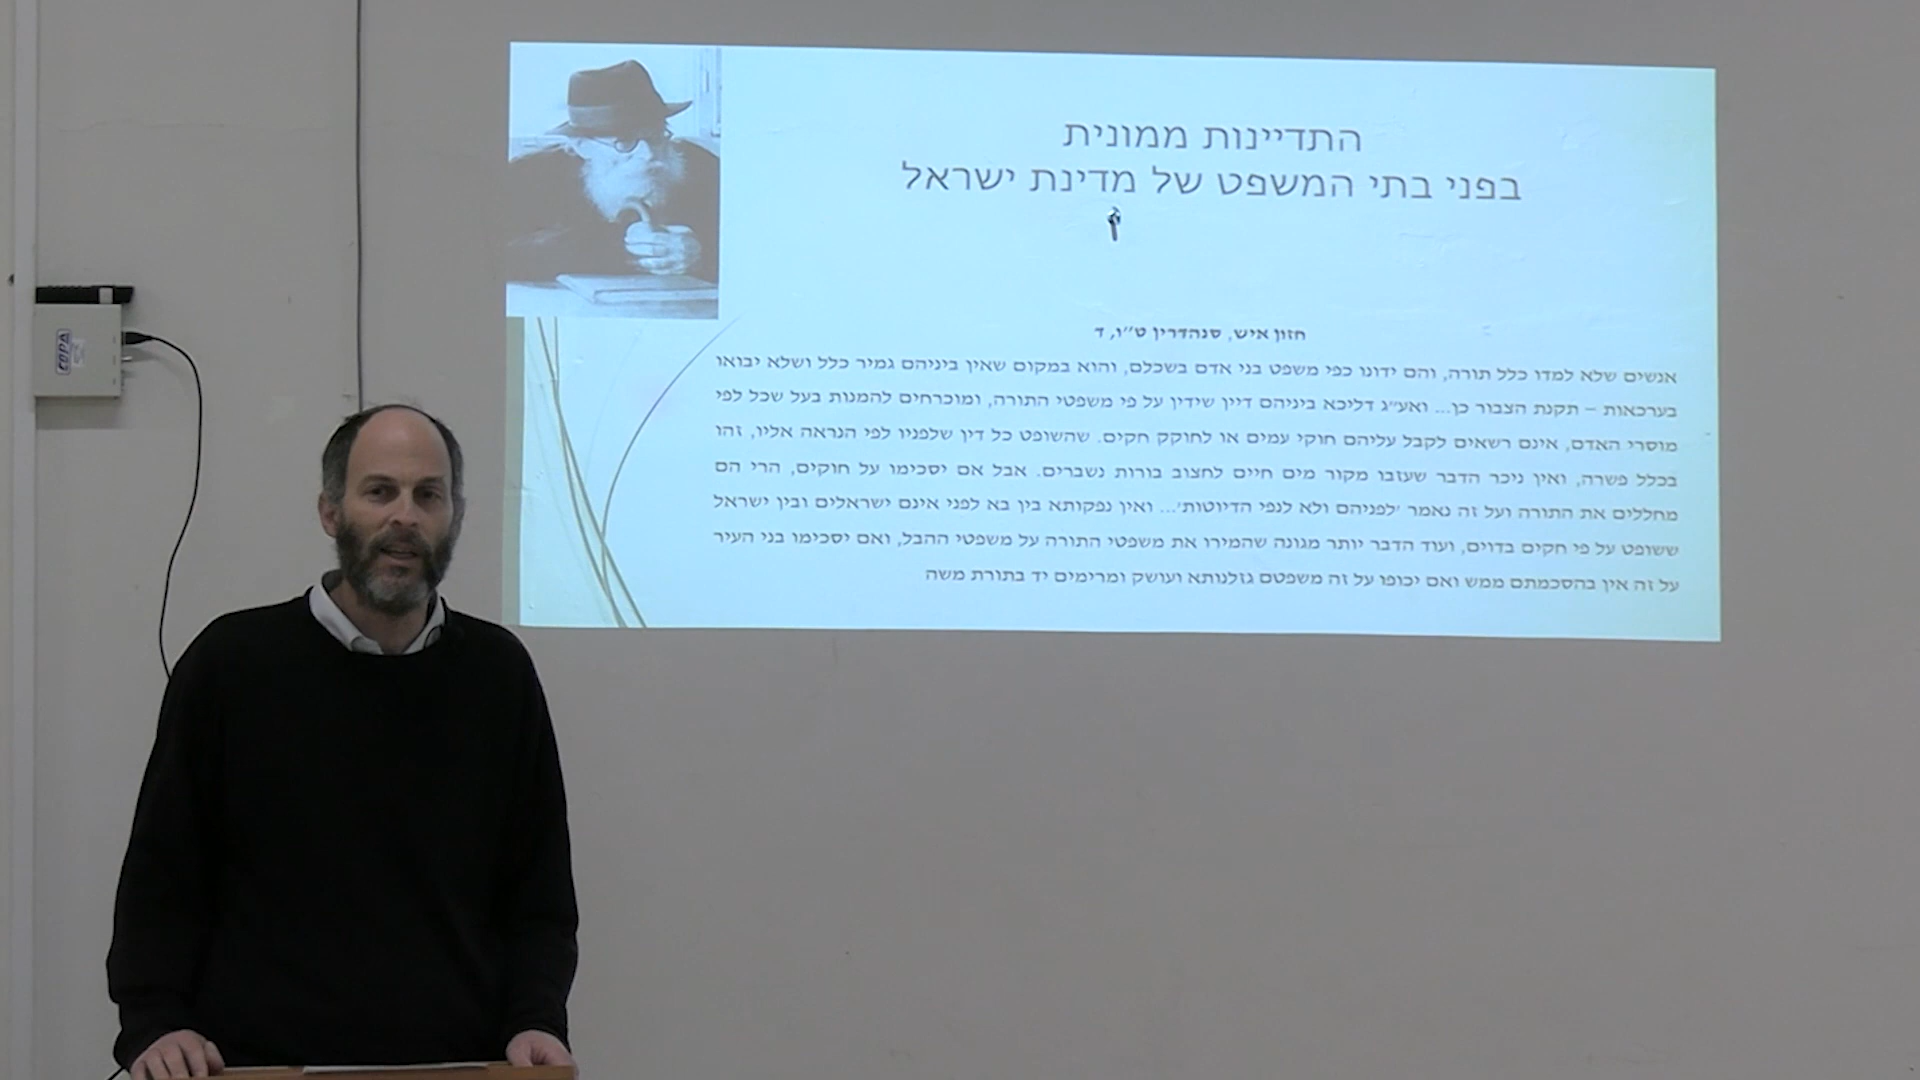 התדיינות ממונית
בפני בתי המשפט של מדינת ישראל
חזון איש, סנהדרין ט״ו, ד
אנשים שלא למדו כלל תורה, והם ידונו כפי משפט בני אדם בשכלם, והוא במקום שאין ביניהם גמיר כלל ושלא יבואו
בערכאות – תקנת הצבור כן... ואע״ג דליכא ביניהם דיין שידין על פי משפטי התורה, ומוכרחים להמנות בעל שכל לפי
מוסרי האדם, אינם רשאים לקבל עליהם חוקי עמים או לחוקק חקים. שהשופט כל דין שלפניו לפי הנראה אליו, זהו
בכלל פשרה, ואין ניכר הדבר שעזבו מקור מים חיים לחצוב בורות נשברים. אבל אם יסכימו על חוקים, הרי הם
מחללים את התורה ועל זה נאמר ׳לפניהם ולא לנפי הדיוטות׳... ואין נפקותא בין בא לפני אינם ישראלים ובין ישראל
ששופט על פי חקים בדוים, ועוד הדבר יותר מגונה שהמירו את משפטי התורה על משפטי ההבל, ואם יסכימו בני העיר
על זה אין בהסכמתם ממש ואם יכופו על זה משפטם גזלנותא ועושק ומרימים יד בתורת משה
COPA